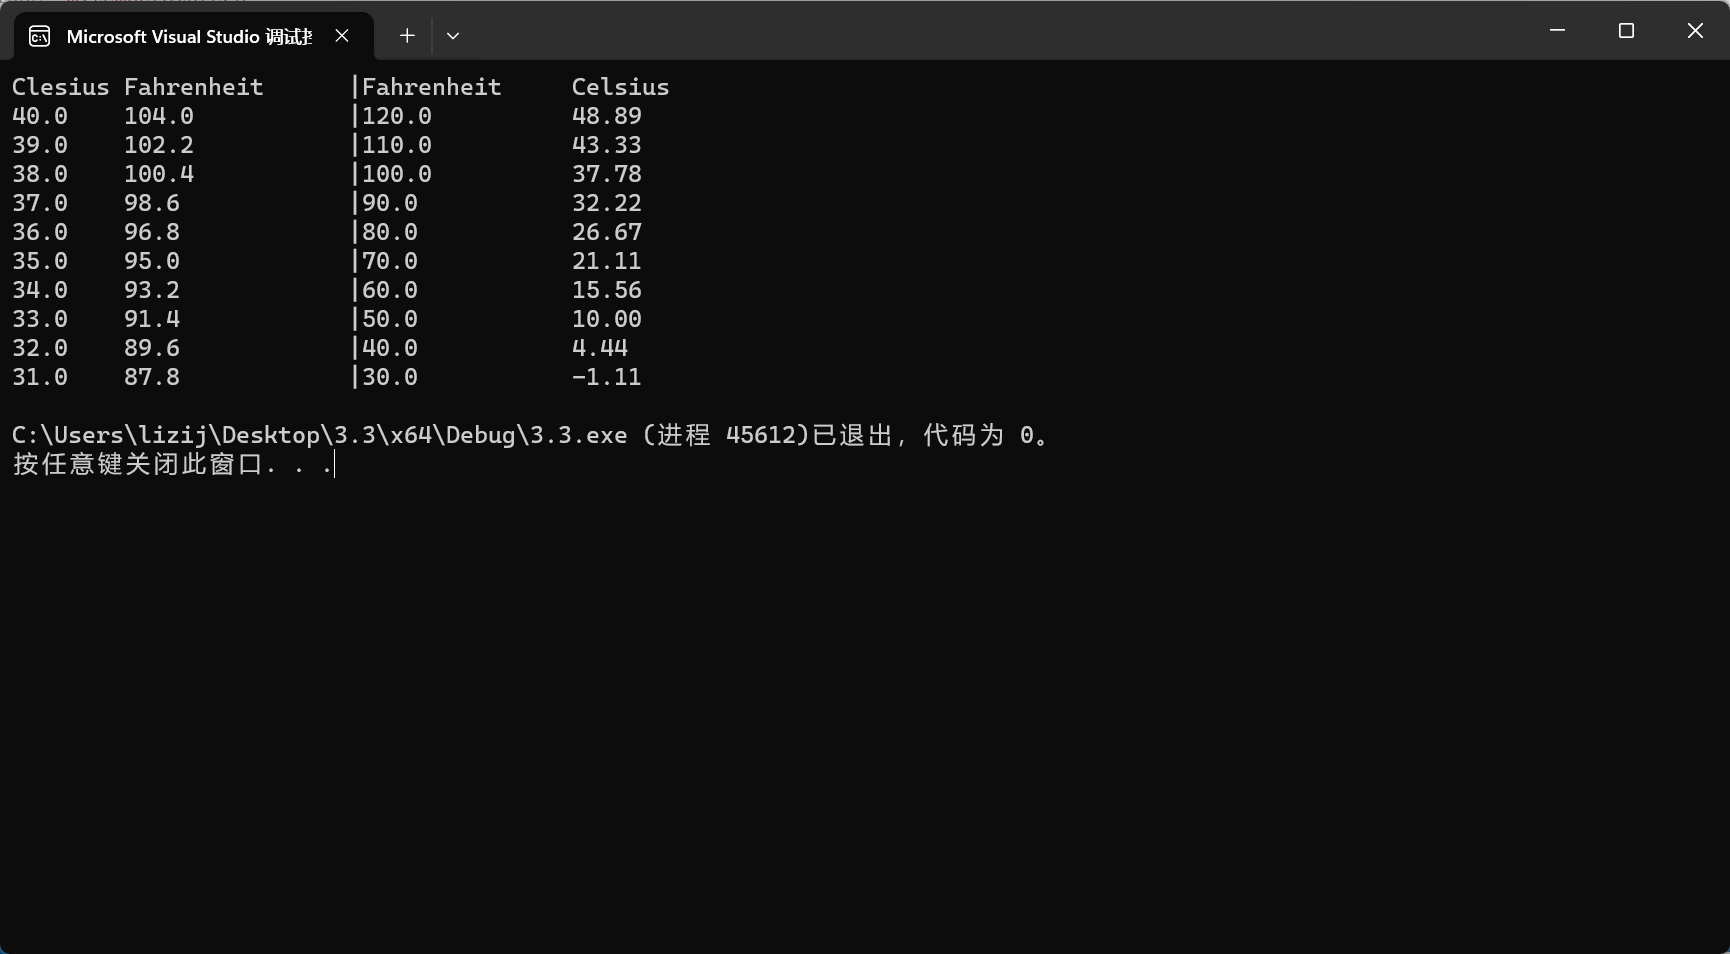 Microsoft Visual Studio 调试
Clesius Fahrenheit |Fahrenheit Celsius
40.0 104.0 |120.0 48.89
39.0 102.2 |110.0 43.33
38.0 100.4 |100.0 37.78
37.0 98.6 |90.0 32.22
36.0 96.8 |80.0 26.67
35.0 95.0 |70.0 21.11
34.0 93.2 |60.0 15.56
33.0 91.4 |50.0 10.00
32.0 89.6 |40.0 4.44
31.0 87.8 |30.0 -1.11
C:\Users\lizij\Desktop\3.3\x64\Debug\3.3.exe (进程 45612)已退出，代码为 0。
按任意键关闭此窗口. . .